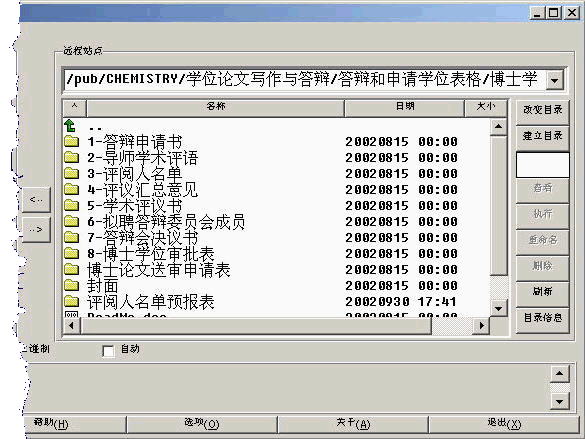 远程站点
/pub/CHEMISTRY/学位论文写作与答辩/答辩和申请学位表格/博士学
^ 名称 日期 大小
..
1-答辩申请书 20020815 00:00
2-导师学术评语 20020815 00:00
3-评阅人名单 20020815 00:00
4-评议汇总意见 20020815 00:00
5-学术评议书 20020815 00:00
6-拟聘答辩委员会成员 20020815 00:00
7-答辩会决议书 20020815 00:00
8-博士学位审批表 20020815 00:00
博士论文送审申请表 20020815 00:00
封面 20020815 00:00
评阅人名单预报表 20020930 17:41
ReadMe.doc 20020815 00:00
改变目录
建立目录
查看
执行
重命名
删除
刷新
目录信息
<--
-->
进制 自动
帮助(H) 选项(O) 关于(A) 退出(X)